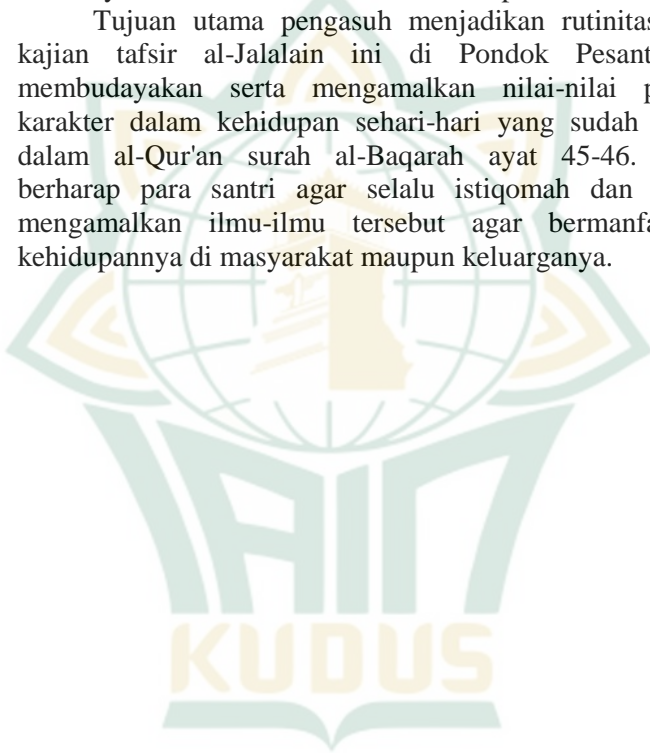 Tujuan utama pengasuh menjadikan rutinitas
kajian tafsir al-Jalalain ini di Pondok Pesant
membudayakan serta mengamalkan nilai-nilai p
karakter dalam kehidupan sehari-hari yang sudah
dalam al-Qur'an surah al-Baqarah ayat 45-46.
berharap para santri agar selalu istiqomah dan
mengamalkan ilmu-ilmu tersebut agar bermanfa
kehidupannya di masyarakat maupun keluarganya.
IAIN
KUDUS